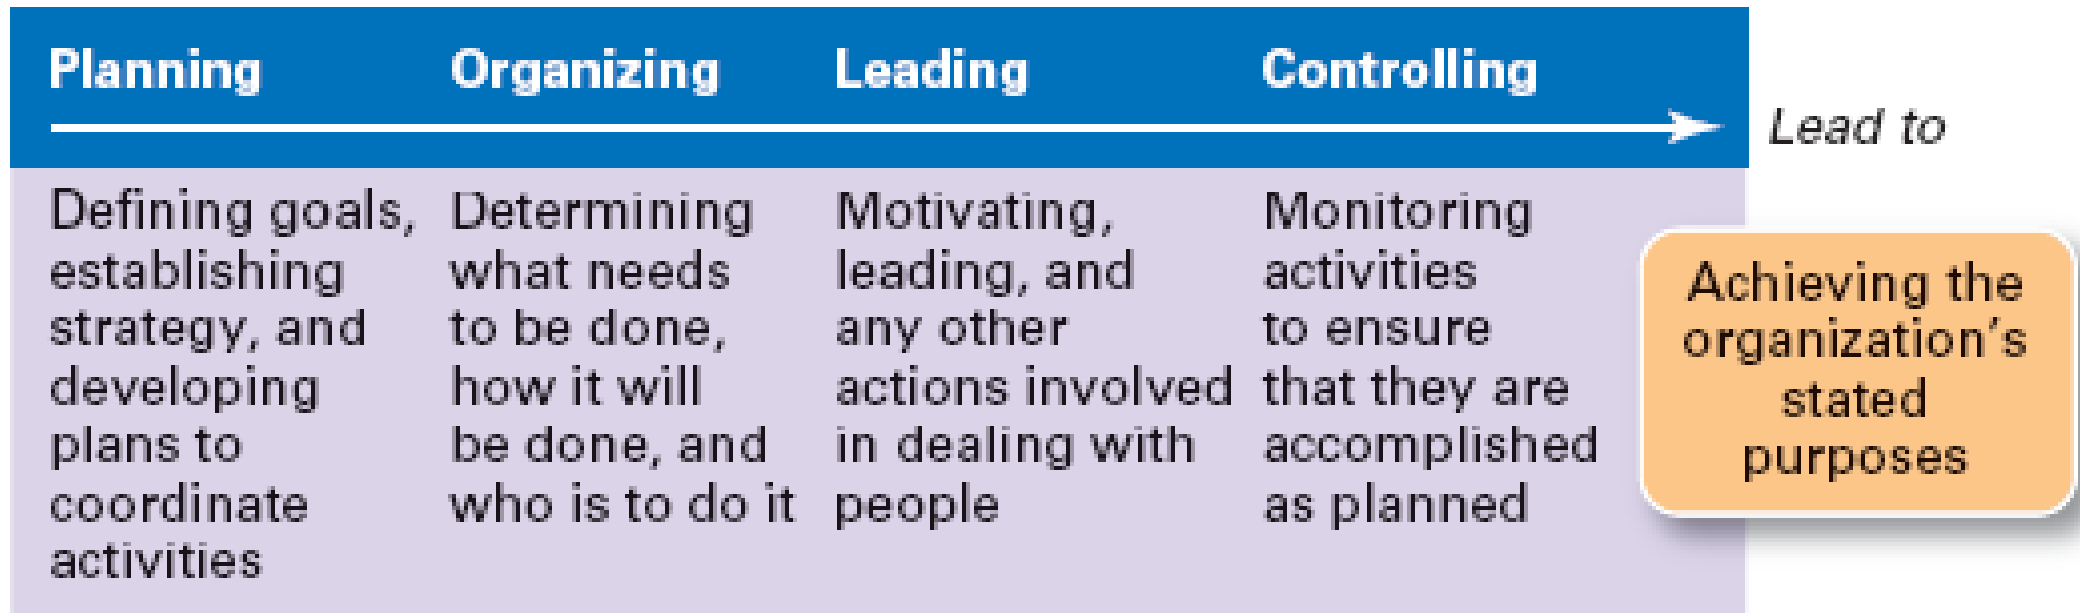 Planning
Organizing
Leading
Controlling
Lead to
Defining goals,
establishing
strategy, and
developing
plans to
coordinate
activities
Determining
what needs
to be done,
how it will
be done, and
who is to do it
Motivating,
leading, and
any other
actions involved
in dealing with
people
Monitoring
activities
to ensure
that they are
accomplished
as planned
Achieving the
organization's
stated
purposes